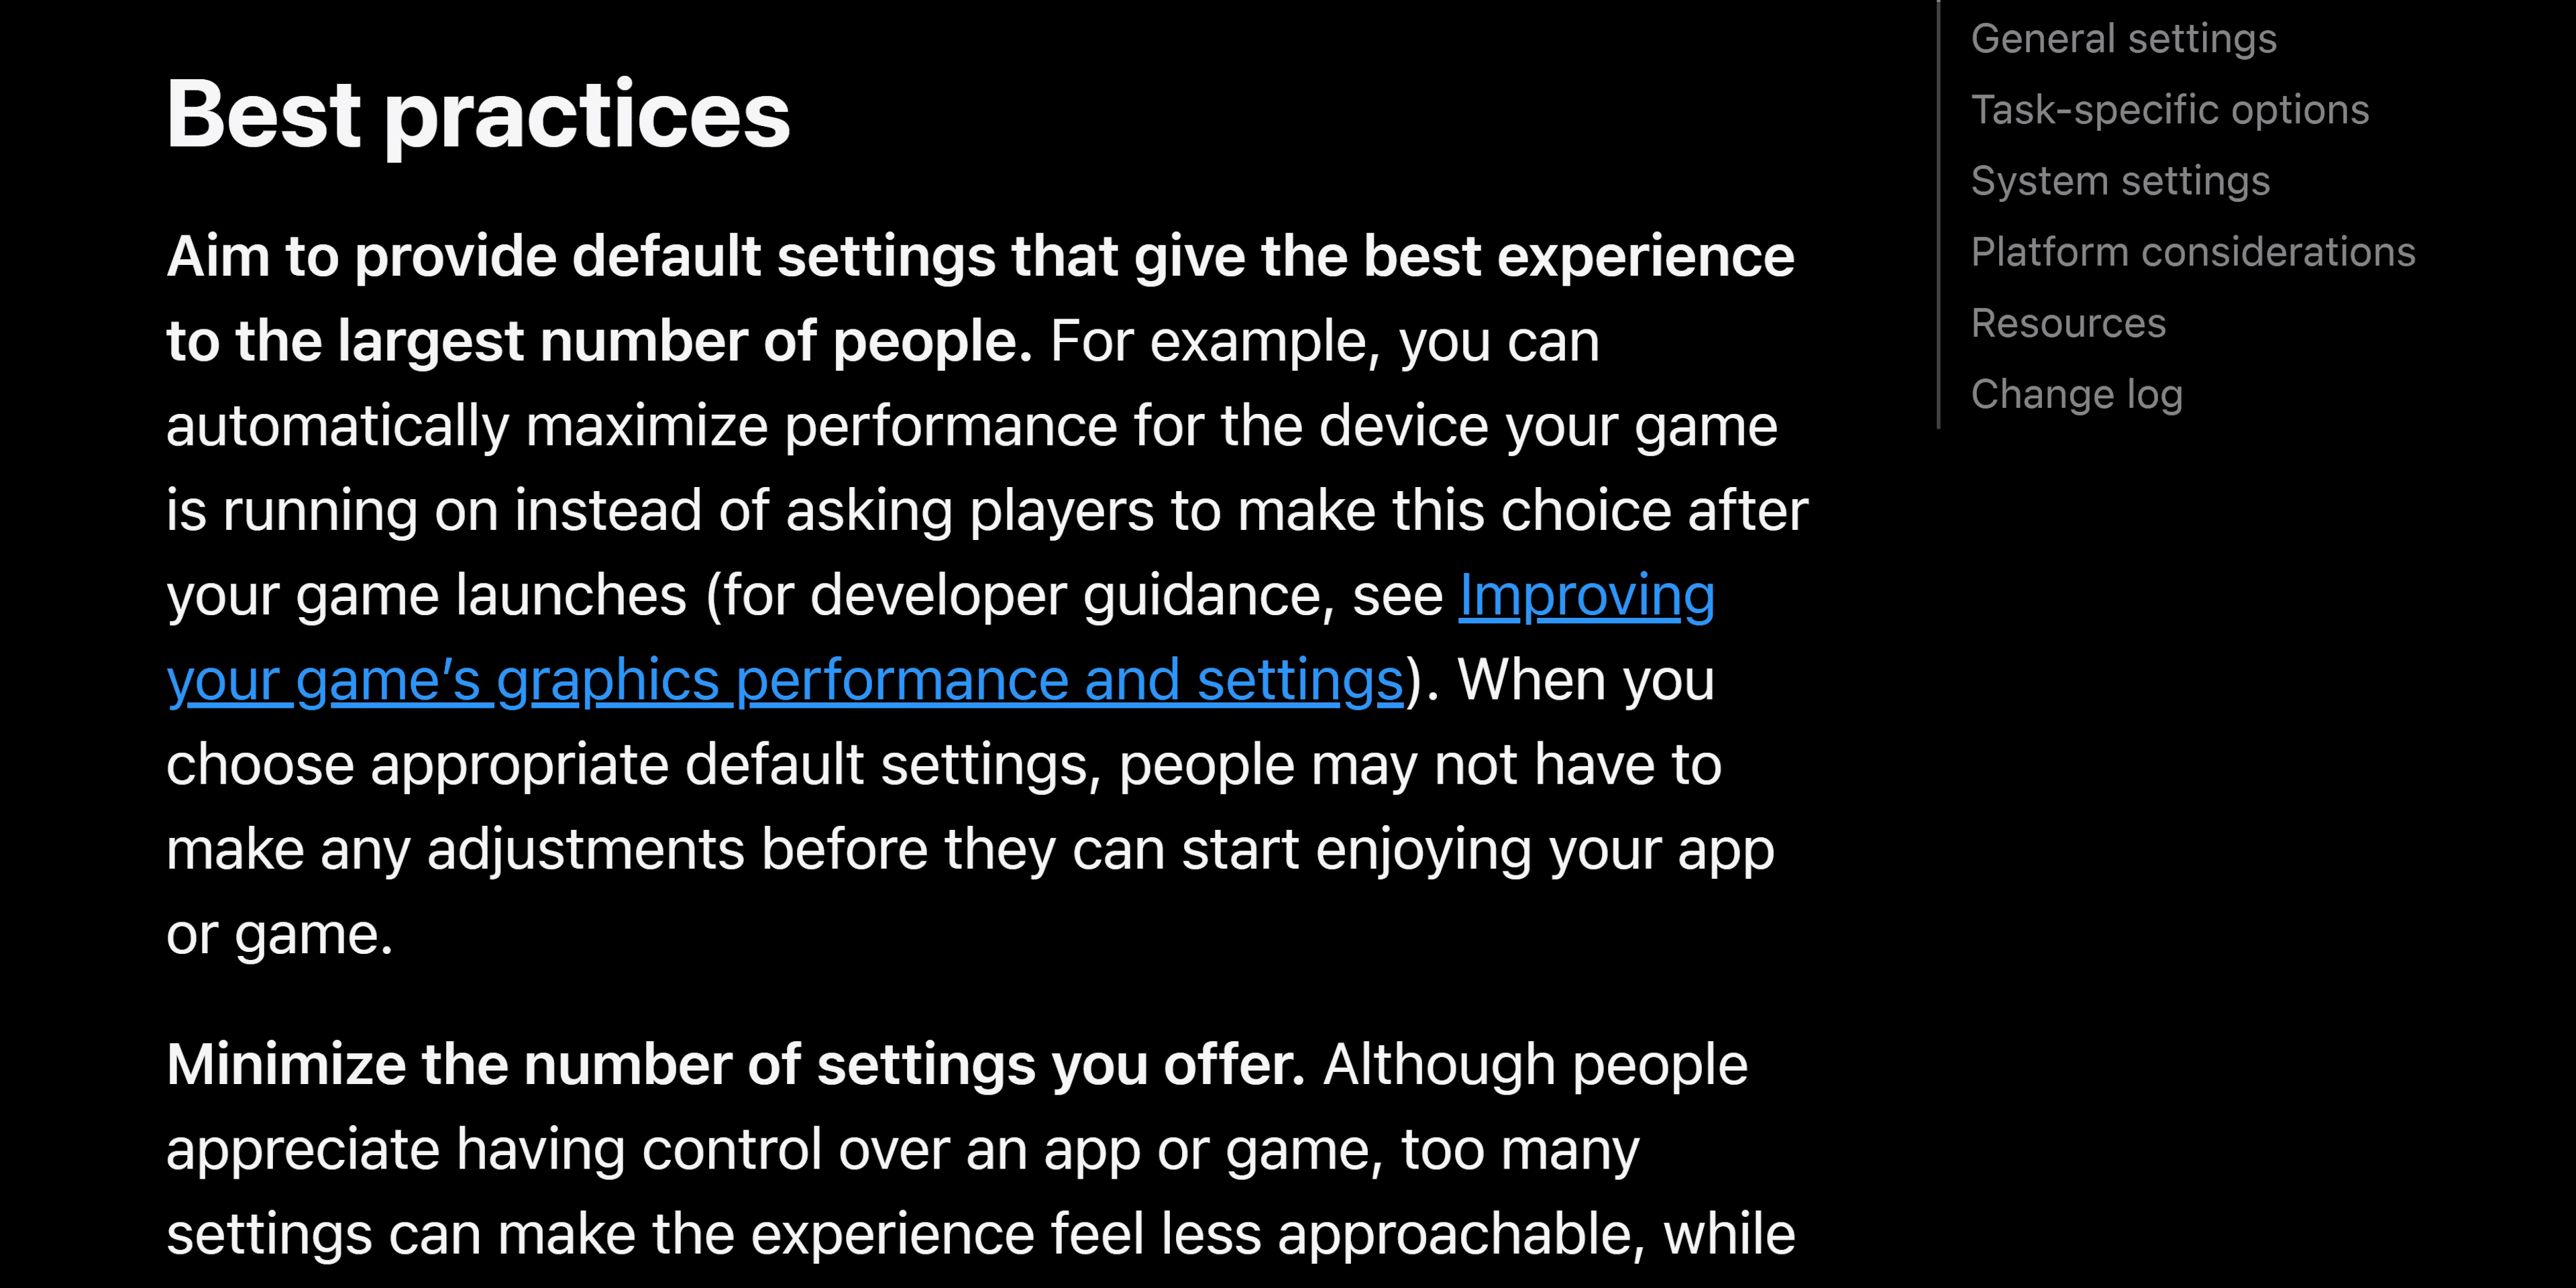 Best practices
Aim to provide default settings that give the best experience
to the largest number of people. For example, you can
automatically maximize performance for the device your game
is running on instead of asking players to make this choice after
your game launches (for developer guidance, see Improving
your game’s graphics performance and settings). When you
choose appropriate default settings, people may not have to
make any adjustments before they can start enjoying your app
or game.
Minimize the number of settings you offer. Although people
appreciate having control over an app or game, too many
settings can make the experience feel less approachable, while
General settings
Task-specific options
System settings
Platform considerations
Resources
Change log